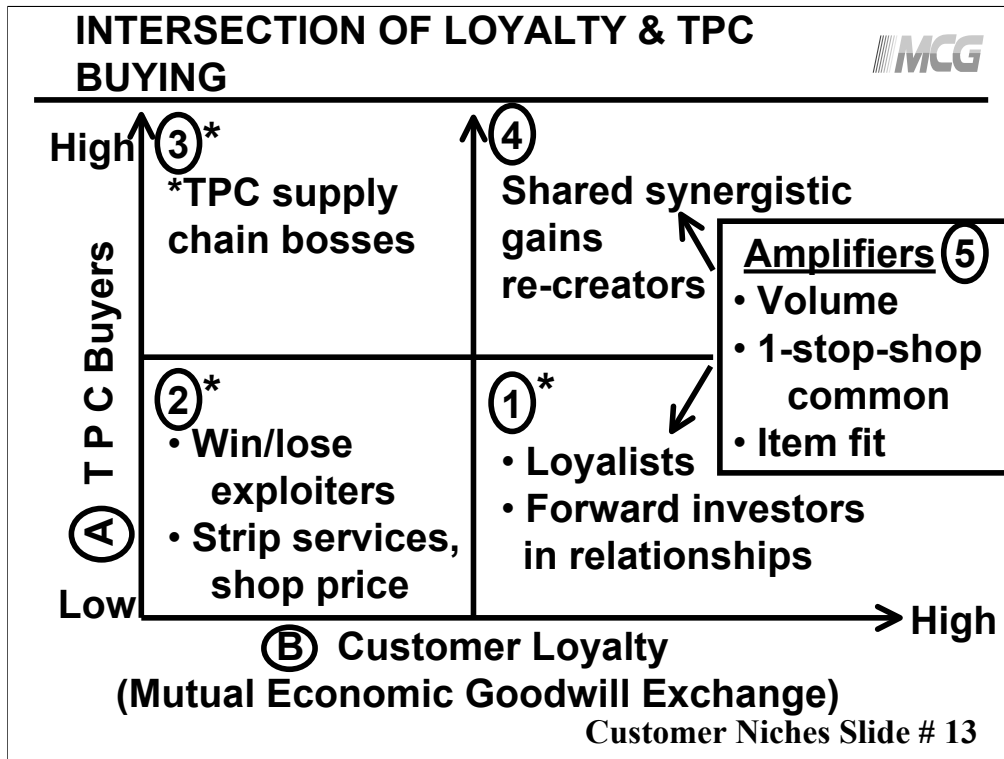 INTERSECTION OF LOYALTY & TPC
BUYING
MCG
High
3*
*TPC supply
chain bosses
4
Shared synergistic
gains
re-creators
Amplifiers 5
• Volume
• 1-stop-shop
common
• Item fit
A TPC Buyers
2*
• Win/lose
exploiters
• Strip services,
shop price
1*
• Loyalists
• Forward investors
in relationships
Low
High
B Customer Loyalty
(Mutual Economic Goodwill Exchange)
Customer Niches Slide # 13